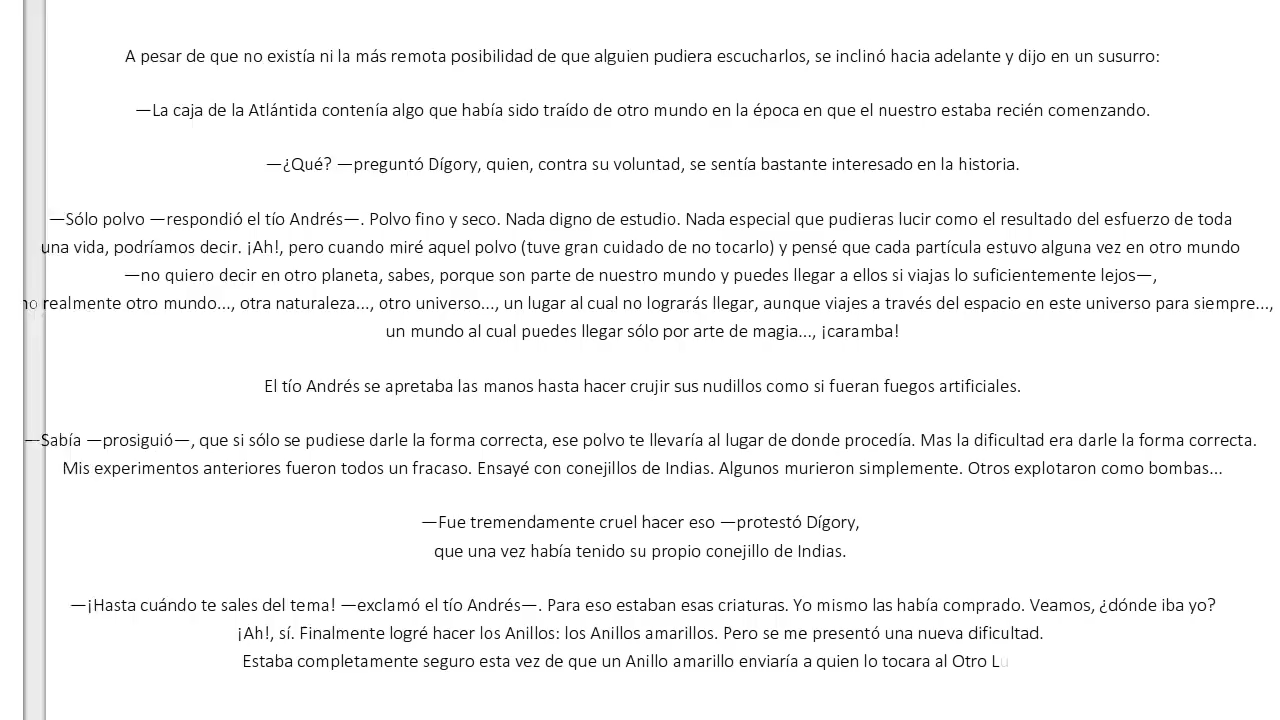 A pesar de que no existía ni la más remota posibilidad de que alguien pudiera escucharlos, se inclinó hacia adelante y dijo en un susurro:
—La caja de la Atlántida contenía algo que había sido traído de otro mundo en la época en que el nuestro estaba recién comenzando.
—¿Qué? —preguntó Dígory, quien, contra su voluntad, se sentía bastante interesado en la historia.
—Sólo polvo —respondió el tío Andrés—. Polvo fino y seco. Nada digno de estudio. Nada especial que pudieras lucir como el resultado del esfuerzo de toda
una vida, podríamos decir. ¡Ah!, pero cuando miré aquel polvo (tuve gran cuidado de no tocarlo) y pensé que cada partícula estuvo alguna vez en otro mundo
—no quiero decir en otro planeta, sabes, porque son parte de nuestro mundo y puedes llegar a ellos si viajas lo suficientemente lejos—,
no realmente otro mundo..., otra naturaleza..., otro universo..., un lugar al cual no lograrás llegar, aunque viajes a través del espacio en este universo para siempre...,
un mundo al cual puedes llegar sólo por arte de magia..., ¡caramba!
El tío Andrés se apretaba las manos hasta hacer crujir sus nudillos como si fueran fuegos artificiales.
—Sabía —prosiguió—, que si sólo se pudiese darle la forma correcta, ese polvo te llevaría al lugar de donde procedía. Mas la dificultad era darle la forma correcta.
Mis experimentos anteriores fueron todos un fracaso. Ensayé con conejillos de Indias. Algunos murieron simplemente. Otros explotaron como bombas...
—Fue tremendamente cruel hacer eso —protestó Dígory,
que una vez había tenido su propio conejillo de Indias.
—¡Hasta cuándo te sales del tema! —exclamó el tío Andrés—. Para eso estaban esas criaturas. Yo mismo las había comprado. Veamos, ¿dónde iba yo?
¡Ah!, sí. Finalmente logré hacer los Anillos: los Anillos amarillos. Pero se me presentó una nueva dificultad.
Estaba completamente seguro esta vez de que un Anillo amarillo enviaría a quien lo tocara al Otro Lu